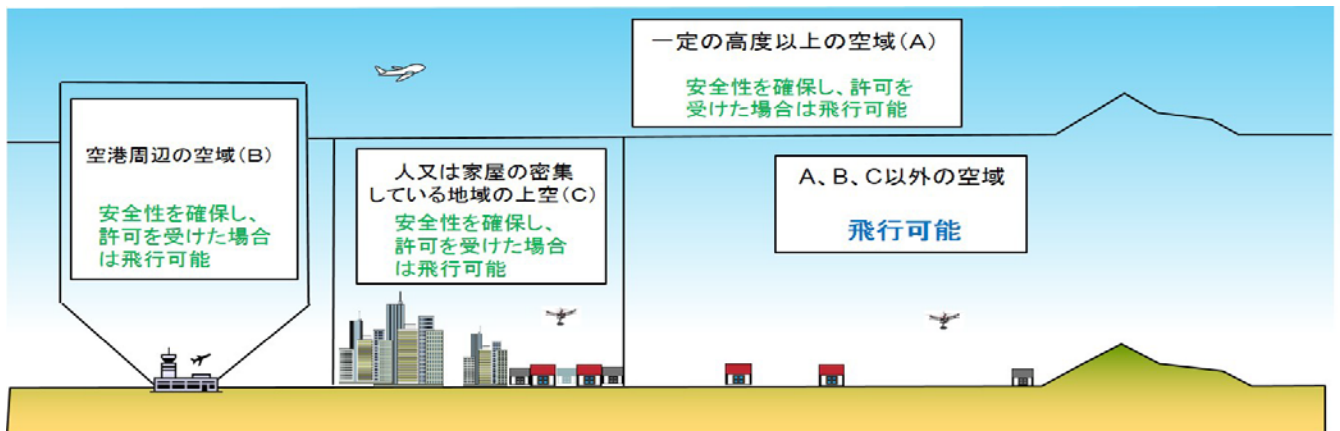 一定の高度以上の空域(A)
安全性を確保し、許可を
受けた場合は飛行可能
空港周辺の空域(B)
安全性を確保し、
許可を受けた場合
は飛行可能
人又は家屋の密集
している地域の上空(C)
安全性を確保し、
許可を受けた場合
は飛行可能
A、B、C以外の空域
飛行可能